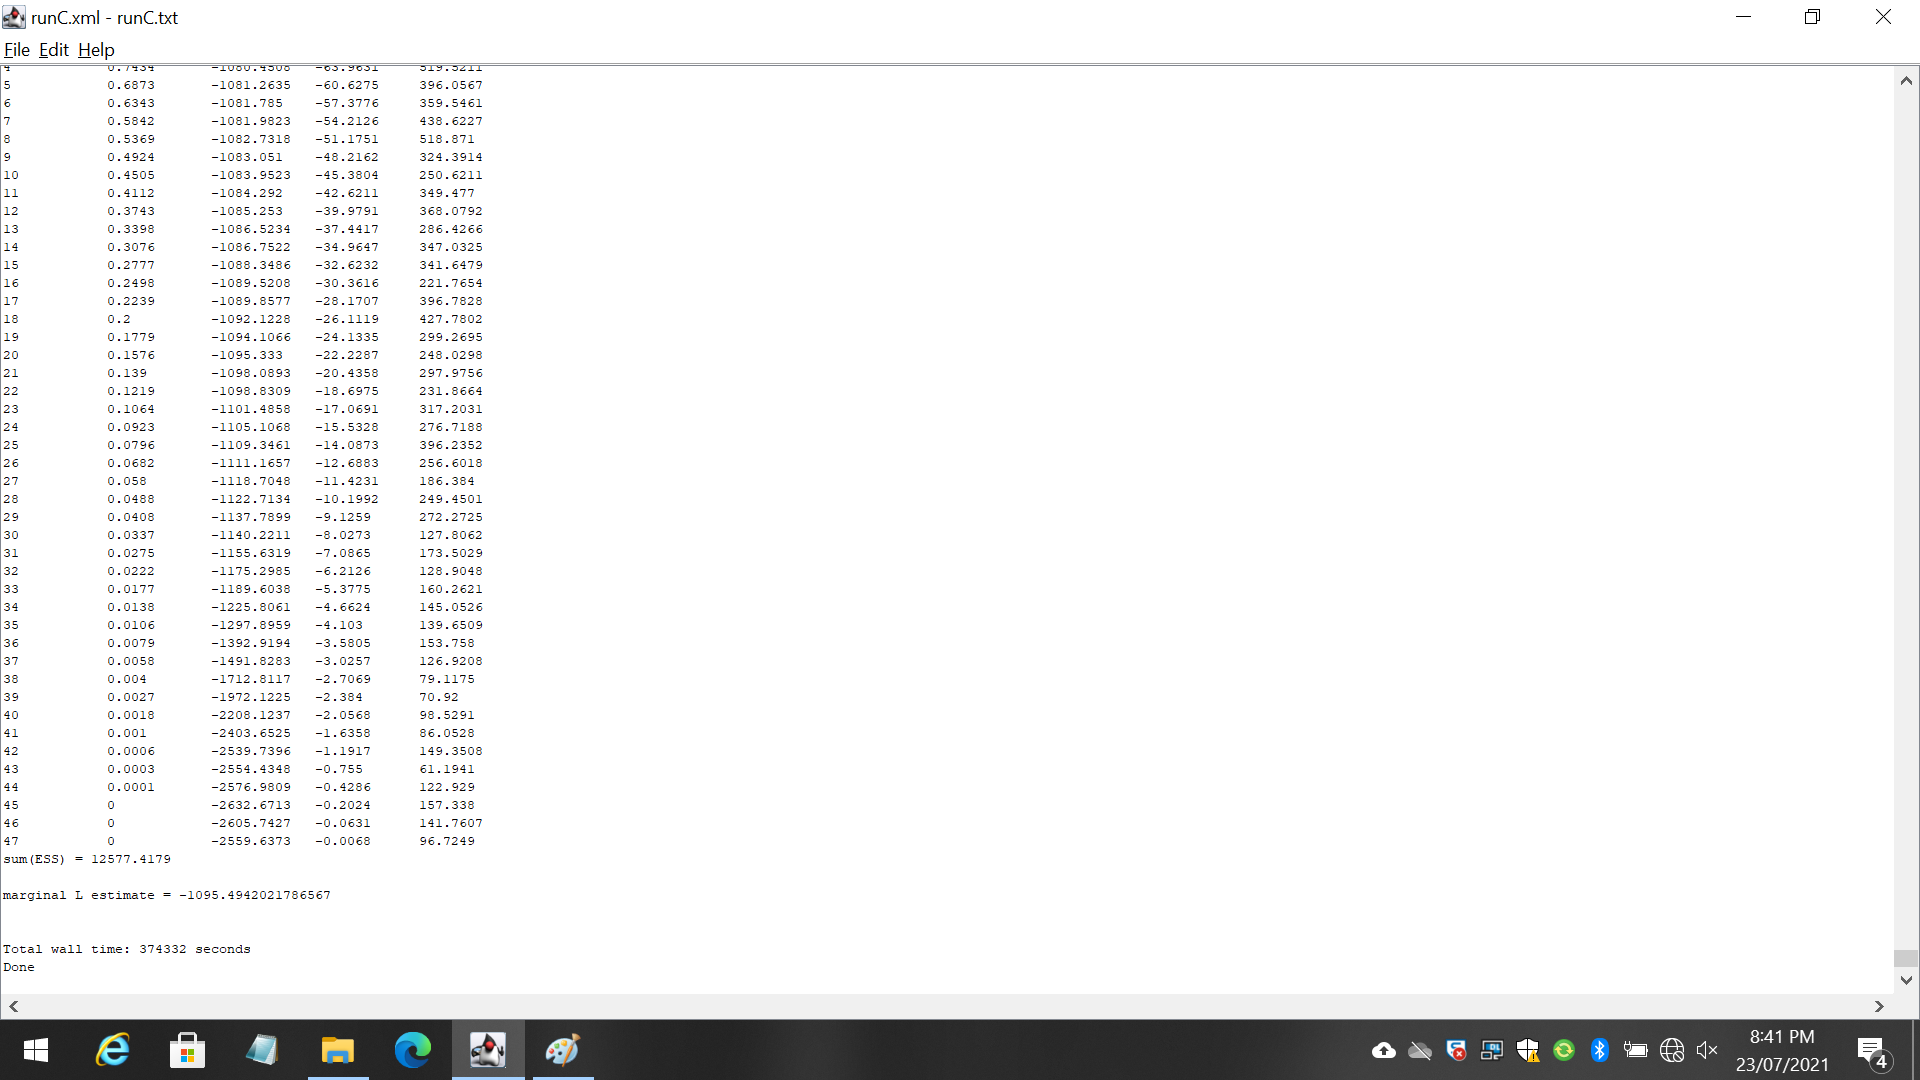 runC.xml - runC.txt
File Edit Help
4 0.7434 -1080.4508 -63.9631 519.5211
5 0.6873 -1081.2635 -60.6275 396.0567
6 0.6343 -1081.785 -57.3776 359.5461
7 0.5842 -1081.9823 -54.2126 438.6227
8 0.5369 -1082.7318 -51.1751 518.871
9 0.4924 -1083.051 -48.2162 324.3914
10 0.4505 -1083.9523 -45.3804 250.6211
11 0.4112 -1084.292 -42.6211 349.477
12 0.3743 -1085.253 -39.9791 368.0792
13 0.3398 -1086.5234 -37.4417 286.4266
14 0.3076 -1086.7522 -34.9647 347.0325
15 0.2777 -1088.3486 -32.6232 341.6479
16 0.2498 -1089.5208 -30.3616 221.7654
17 0.2239 -1089.8577 -28.1707 396.7828
18 0.2 -1092.1228 -26.1119 427.7802
19 0.1779 -1094.1066 -24.1335 299.2695
20 0.1576 -1095.333 -22.2287 248.0298
21 0.139 -1098.0893 -20.4358 297.9756
22 0.1219 -1098.8309 -18.6975 231.8664
23 0.1064 -1101.4858 -17.0691 317.2031
24 0.0923 -1105.1068 -15.5328 276.7188
25 0.0796 -1109.3461 -14.0873 396.2352
26 0.0682 -1111.1657 -12.6883 256.6018
27 0.058 -1118.7048 -11.4231 186.384
28 0.0488 -1122.7134 -10.1992 249.4501
29 0.0408 -1137.7899 -9.1259 272.2725
30 0.0337 -1140.2211 -8.0273 127.8062
31 0.0275 -1155.6319 -7.0865 173.5029
32 0.0222 -1175.2985 -6.2126 128.9048
33 0.0177 -1189.6038 -5.3775 160.2621
34 0.0138 -1225.8061 -4.6624 145.0526
35 0.0106 -1297.8959 -4.103 139.6509
36 0.0079 -1392.9194 -3.5805 153.758
37 0.0058 -1491.8283 -3.0257 126.9208
38 0.004 -1712.8117 -2.7069 79.1175
39 0.0027 -1972.1225 -2.384 70.92
40 0.0018 -2208.1237 -2.0568 98.5291
41 0.001 -2403.6525 -1.6358 86.0528
42 0.0006 -2539.7396 -1.1917 149.3508
43 0.0003 -2554.4348 -0.755 61.1941
44 0.0001 -2576.9809 -0.4286 122.929
45 0 -2632.6713 -0.2024 157.338
46 0 -2605.7427 -0.0631 141.7607
47 0 -2559.6373 -0.0068 96.7249
sum(ESS) = 12577.4179
marginal L estimate = -1095.4942021786567
Total wall time: 374332 seconds
Done
8:41 PM
23/07/2021
4